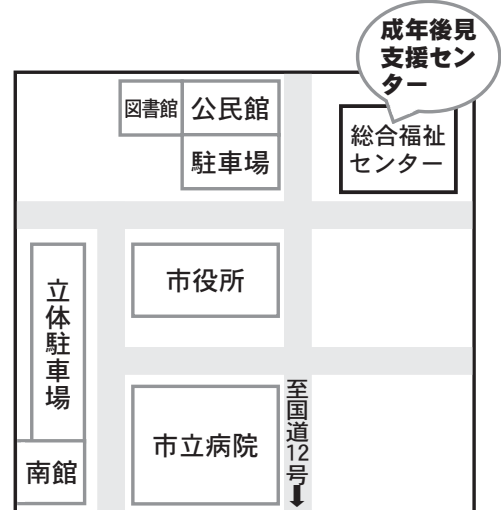 成年後見
支援セン
ター
図書館
公民館
総合福祉
センター
駐車場
市役所
立体駐車場
至国道12号
市立病院
南館